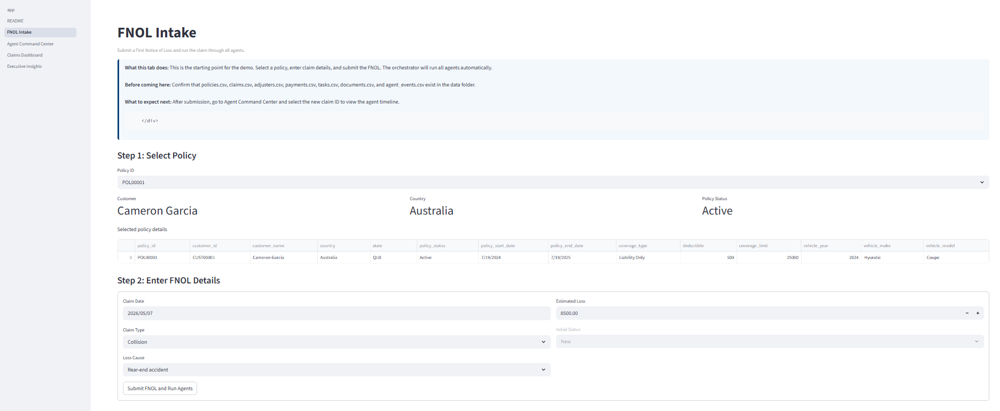 app
README
FNOL Intake
Agent Command Center
Claims Dashboard
Executive Insights
FNOL Intake
Submit a First Notice of Loss and run the claim through all agents.
What this tab does: This is the starting point for the demo. Select a policy, enter claim details, and submit the FNOL. The orchestrator will run all agents automatically.
Before coming here: Confirm that policies.csv, claims.csv, adjusters.csv, payments.csv, tasks.csv, documents.csv, and agent_events.csv exist in the data folder.
What to expect next: After submission, go to Agent Command Center and select the new claim ID to view the agent timeline.
</div>
Step 1: Select Policy
Policy ID
POL00001
Customer Country Policy Status
Cameron Garcia Australia Active
Selected policy details
policy_id customer_id customer_name country state policy_status policy_start_date policy_end_date coverage_type deductible coverage_limit vehicle_year vehicle_make vehicle_model
0 POL00001 CUST00001 Cameron Garcia Australia QLD Active 7/19/2024 7/19/2025 Liability Only 500 25000 2024 Hyundai Coupe
Step 2: Enter FNOL Details
Claim Date Estimated Loss
2026/05/07 8500.00 - +
Claim Type Initial Status
Collision New
Loss Cause
Rear-end accident
Submit FNOL and Run Agents